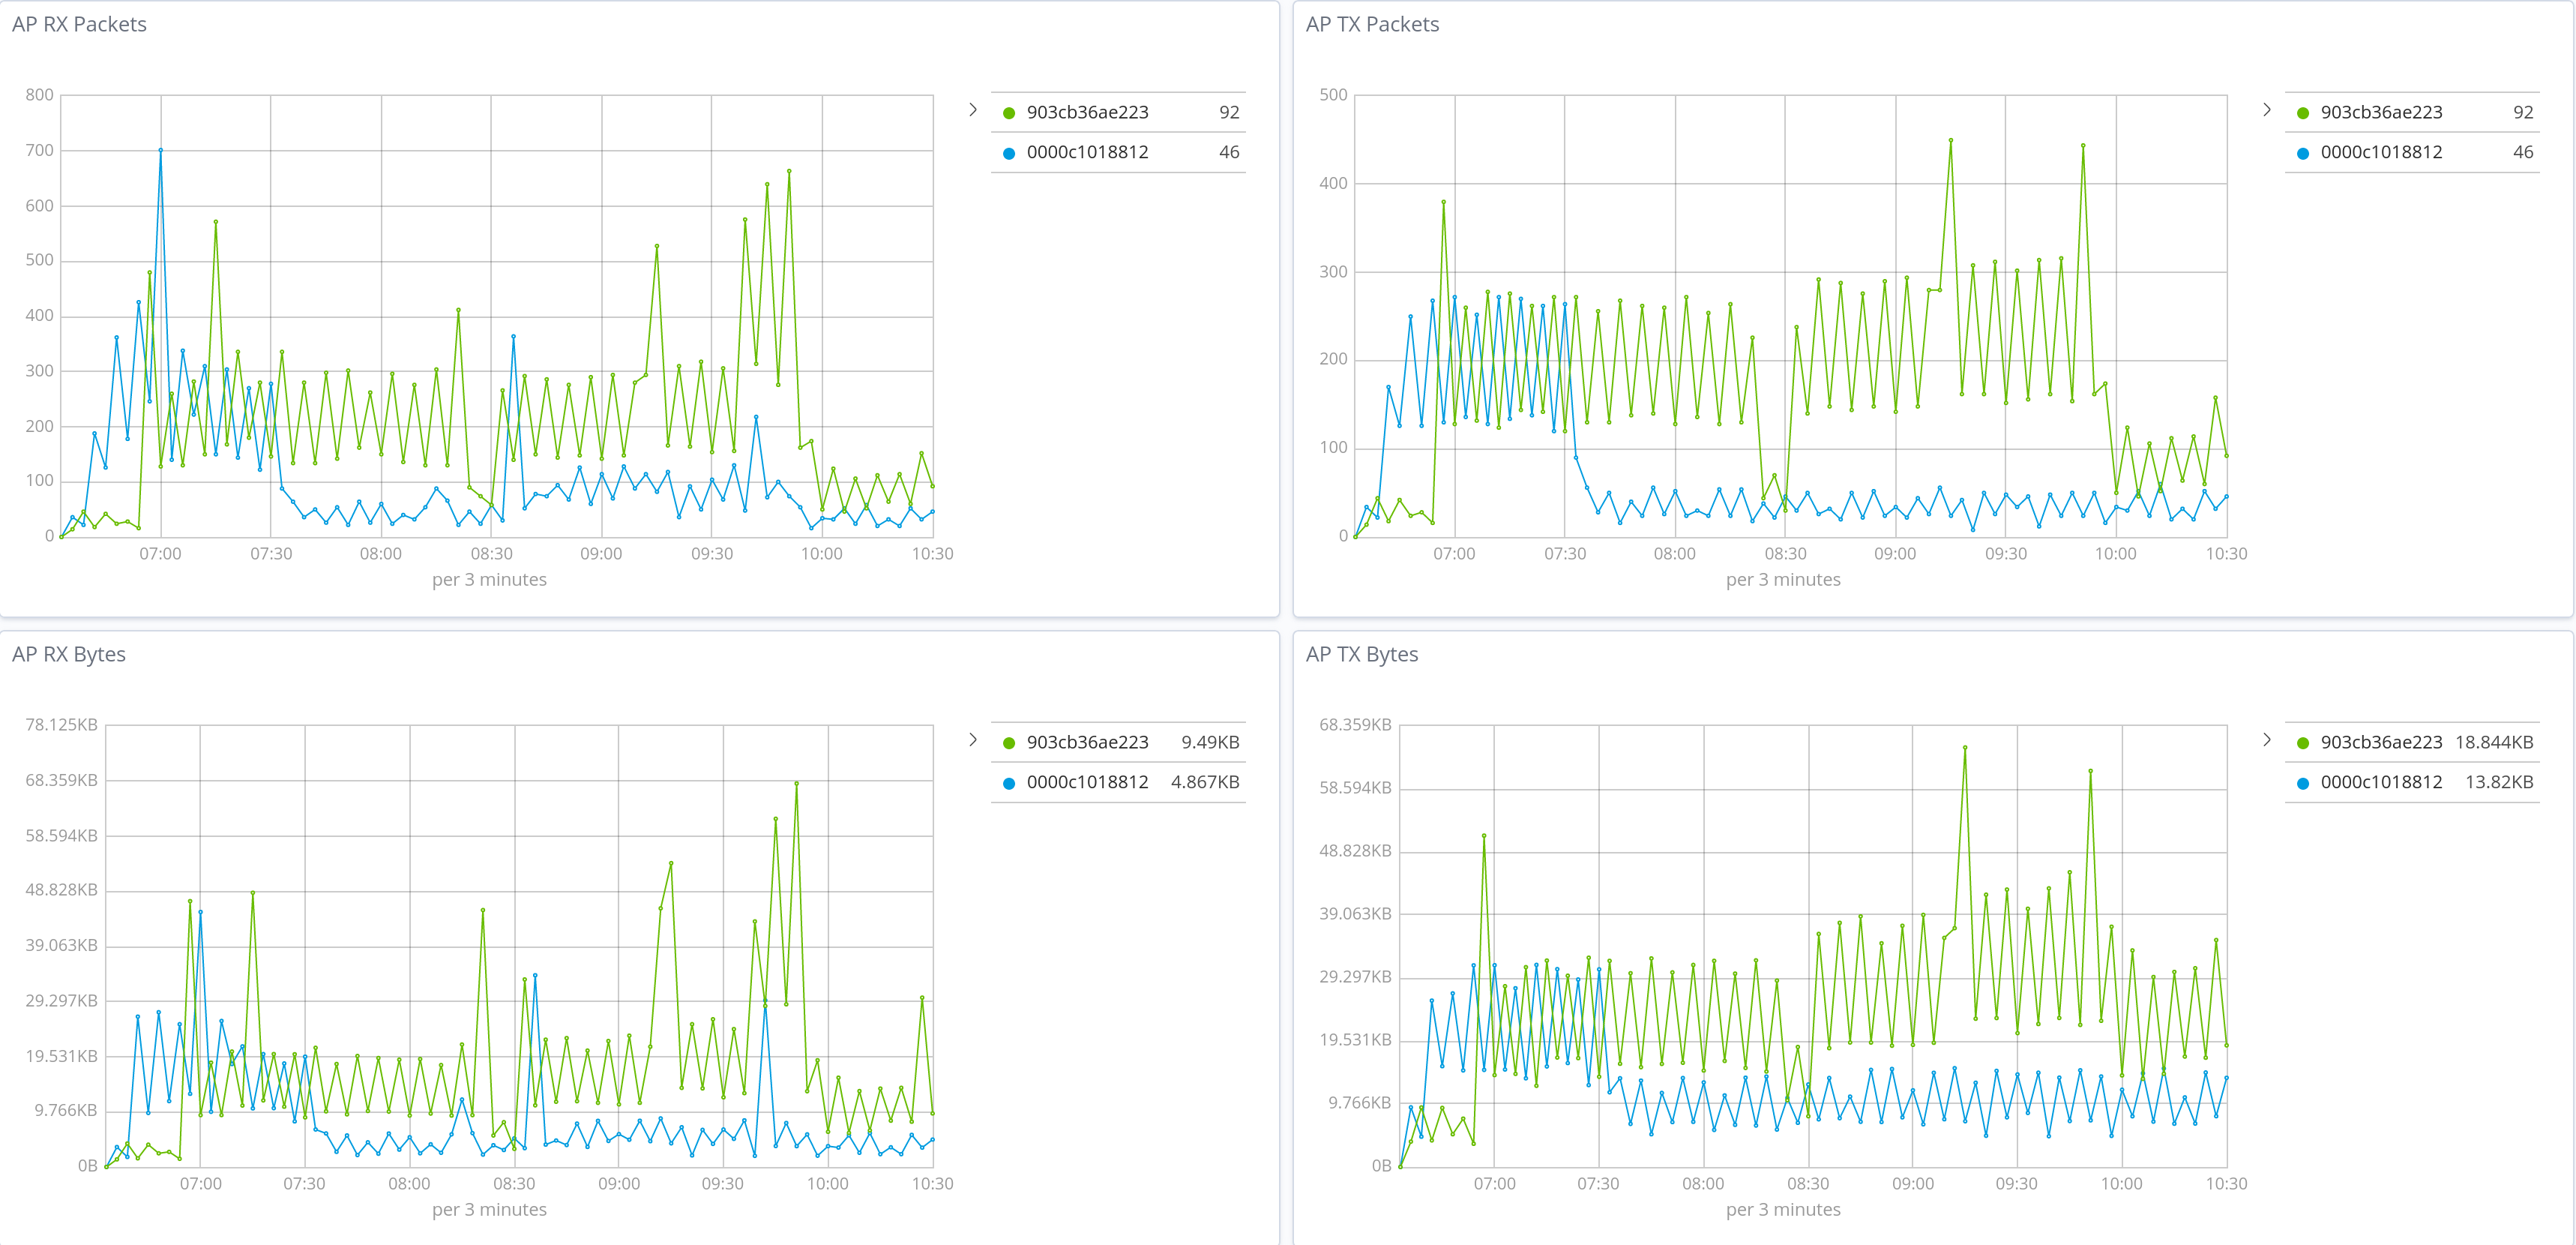 AP RX Packets
800
700
600
500
400
300
200
100
0
07:00 07:30 08:00 08:30 09:00 09:30 10:00 10:30
per 3 minutes
903cb36ae223 92
0000c1018812 46
AP TX Packets
500
400
300
200
100
0
07:00 07:30 08:00 08:30 09:00 09:30 10:00 10:30
per 3 minutes
903cb36ae223 92
0000c1018812 46
AP RX Bytes
78.125KB
68.359KB
58.594KB
48.828KB
39.063KB
29.297KB
19.531KB
9.766KB
0B
07:00 07:30 08:00 08:30 09:00 09:30 10:00 10:30
per 3 minutes
903cb36ae223 9.49KB
0000c1018812 4.867KB
AP TX Bytes
68.359KB
58.594KB
48.828KB
39.063KB
29.297KB
19.531KB
9.766KB
0B
07:00 07:30 08:00 08:30 09:00 09:30 10:00 10:30
per 3 minutes
903cb36ae223 18.844KB
0000c1018812 13.82KB